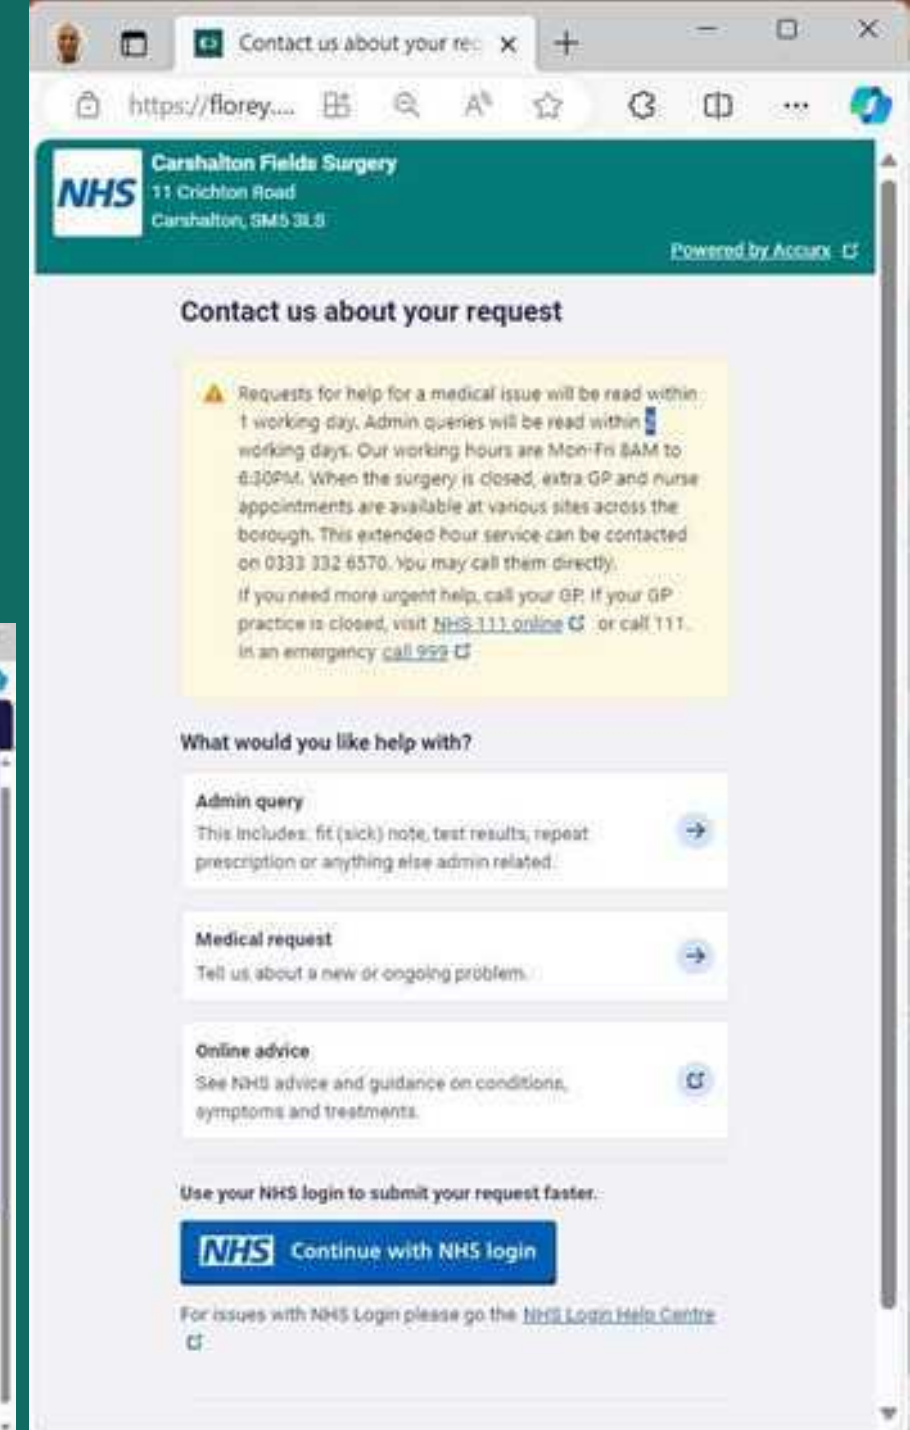 Contact us about your rec
https://florey....
NHS
Carshalton Fields Surgery
11 Crichton Road
Carshalton, SM5 3LS
Powered by Accurx
Contact us about your request
Requests for help for a medical issue will be read within
1 working day. Admin queries will be read within
working days. Our working hours are Mon-Fri 8AM to
6:30PM. When the surgery is closed, extra GP and nurse
appointments are available at various sites across the
borough. This extended hour service can be contacted
on 0333 332 6570. You may call them directly.
If you need more urgent help, call your GP. If your GP
practice is closed, visit NHS 111 online or call 111.
In an emergency call 999
What would you like help with?
Admin query
This includes: fit (sick) note, test results, repeat
prescription or anything else admin related.
Medical request
Tell us about a new or ongoing problem.
Online advice
See NHS advice and guidance on conditions,
symptoms and treatments.
Use your NHS login to submit your request faster.
NHS Continue with NHS login
For issues with NHS Login please go the NHS Login Help Centre